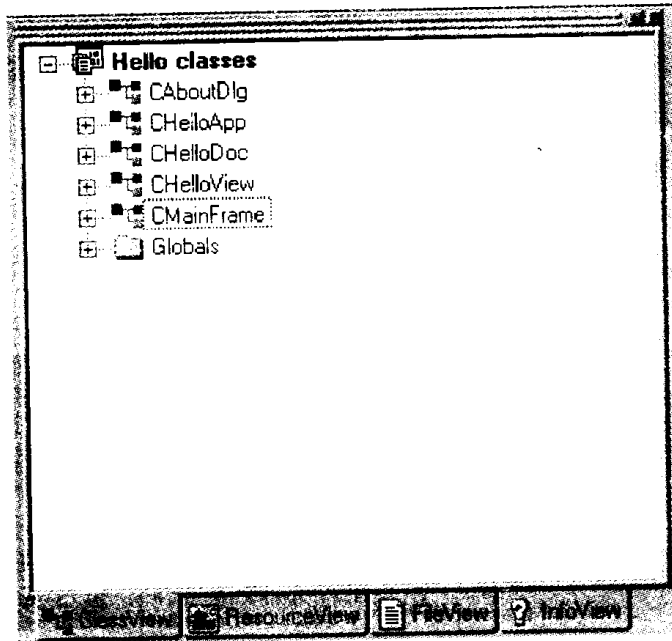 Hello classes
CAboutDlg
CHelloApp
CHelloDoc
CHelloView
CMainFrame
Globals
ClassView ResourceView FileView InfoView